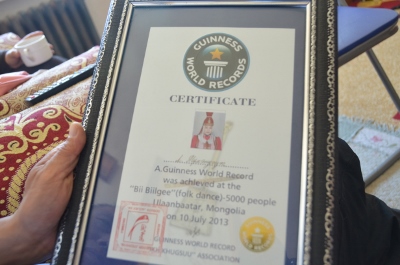 GUINNESS
WORLD RECORDS
CERTIFICATE
A Guinness World Record
was achieved at the
"Bii Biilgee"(folk dance)-5000 people
Ulaanbaatar, Mongolia
on 10 July 2013
GUINNESS WORLD RECORD
ASSOCIATION